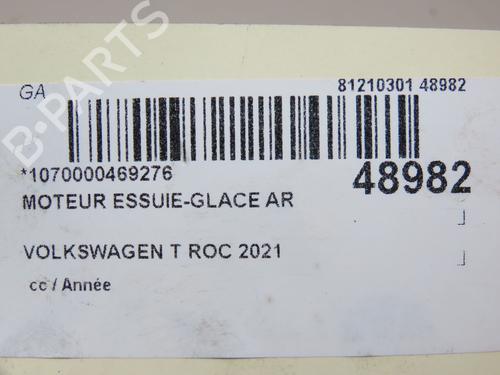 GA
81210301 48982
*1070000469276
48982
MOTEUR ESSUIE-GLACE AR
VOLKSWAGEN T ROC 2021
cc / Année
B-PARTS